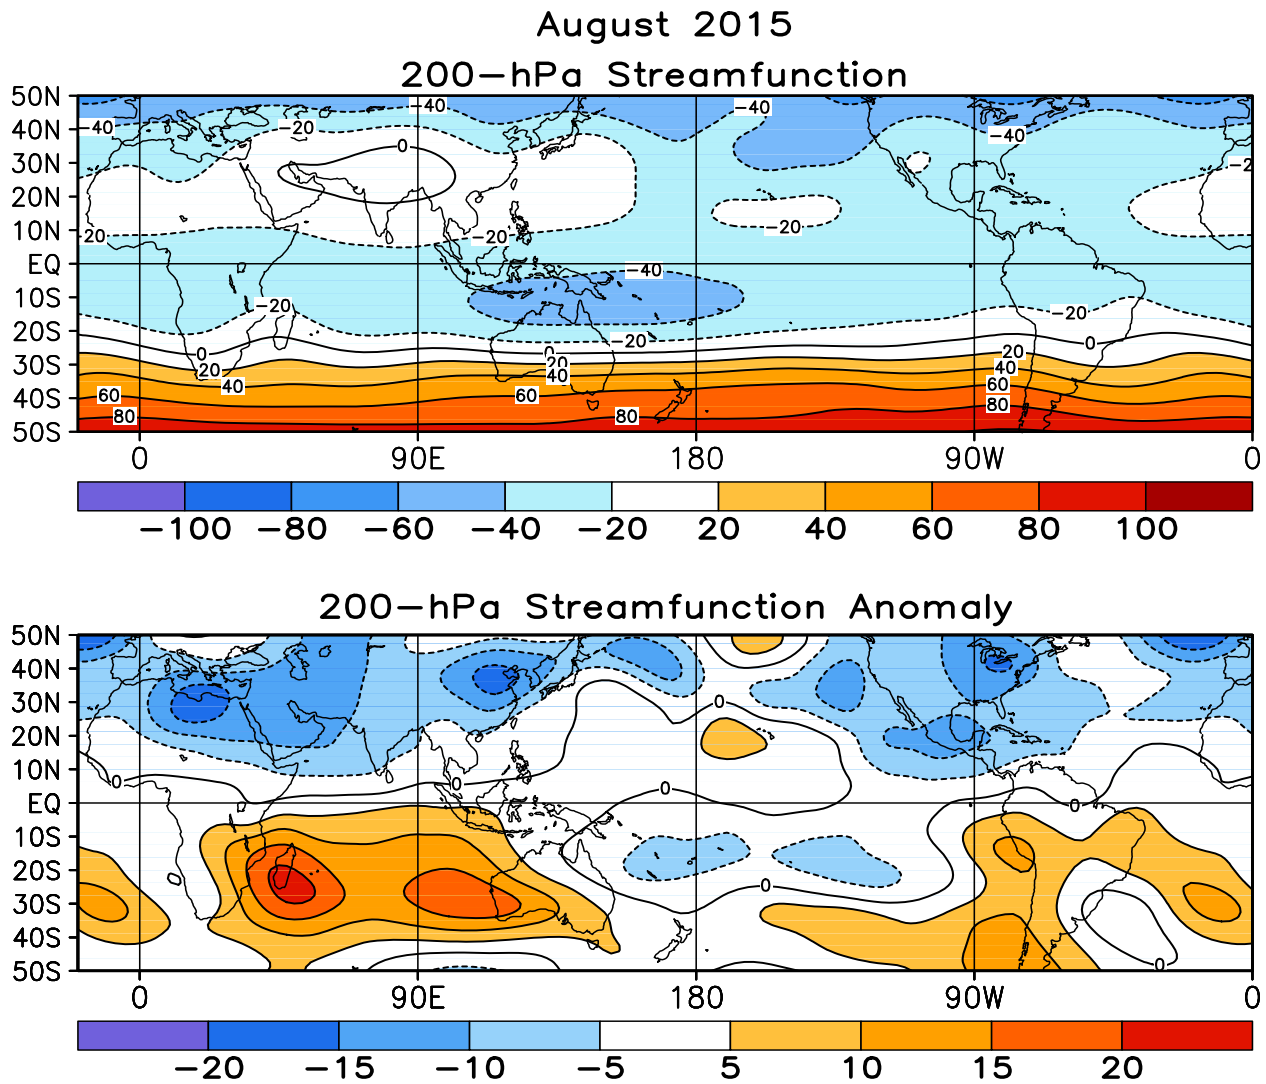 August 2015
200-hPa Streamfunction
50N
40N
30N
20N
10N
EQ
10S
20S
30S
40S
50S
-40 -40
-40 -20 -40
0
-2
-20 -20 -20
-40
-20 -20 -20
0 0 0
20 20 20
40 40 40
60 60 60
80 80 80
0 90E 180 90W 0
-100 -80 -60 -40 -20 20 40 60 80 100
200-hPa Streamfunction Anomaly
50N
40N
30N
20N
10N
EQ
10S
20S
30S
40S
50S
0
0 0 0
0
0
0
0 90E 180 90W 0
-20 -15 -10 -5 5 10 15 20